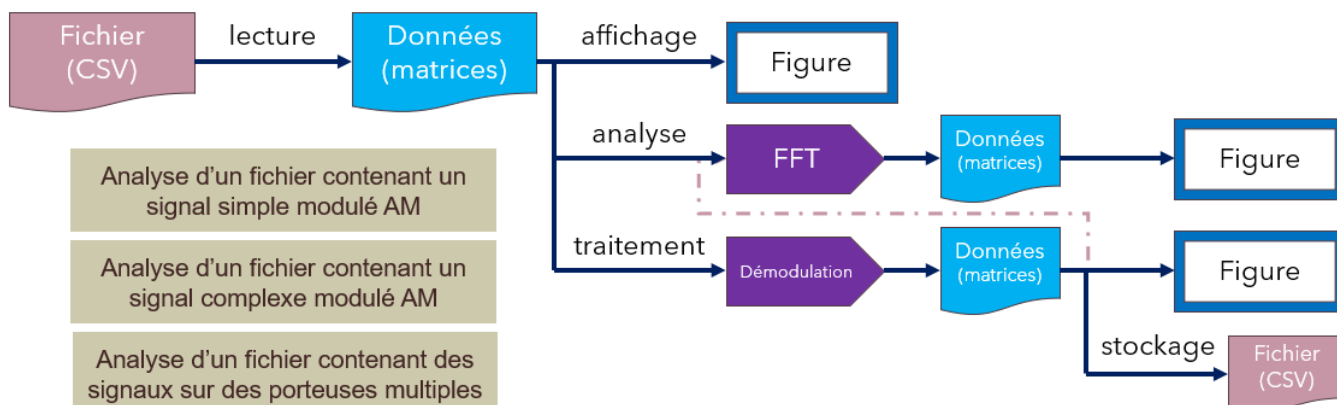 Fichier
(CSV)
lecture
Données
(matrices)
affichage
Figure
analyse
FFT
Données
(matrices)
Figure
traitement
Démodulation
Données
(matrices)
Figure
stockage
Fichier
(CSV)
Analyse d'un fichier contenant un
signal simple modulé AM
Analyse d'un fichier contenant un
signal complexe modulé AM
Analyse d'un fichier contenant des
signaux sur des porteuses multiples